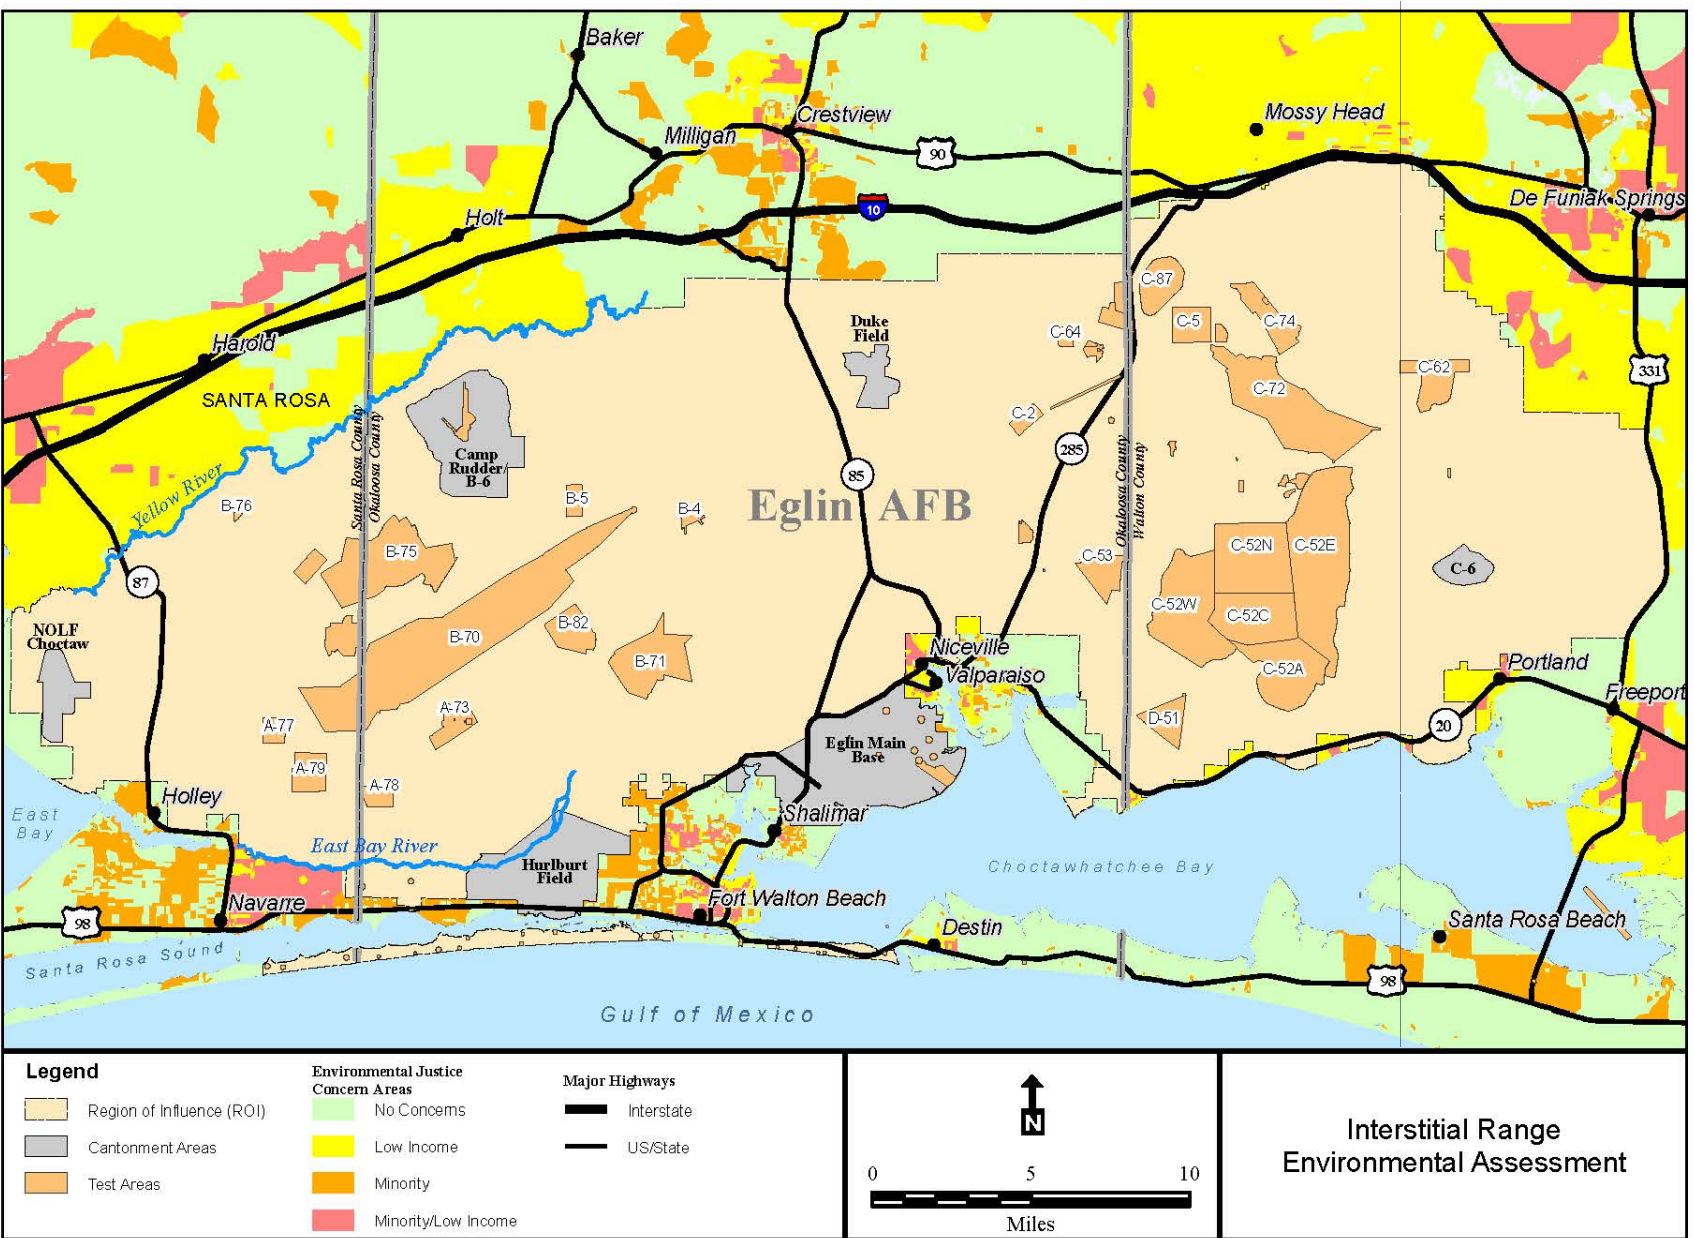 Baker
Crestview
Mossy Head
Milligan
90
De Funiak Springs
Holt
10
C-87
Duke
Field
C-64
C-5
C-74
Harold
C-62
331
SANTA ROSA
C-72
C-2
Santa Rosa County
Okaloosa County
Camp
Rudder/
B-6
85
285
Okaloosa County
Walton County
Yellow River
B-76
B-5
B-4
Eglin AFB
B-75
C-53
C-52N
C-52E
C-6
87
C-52W
C-52C
NOLF
Choctaw
B-70
B-82
B-71
Niceville
Valparaiso
C-52A
Portland
Freeport
A-77
A-73
D-51
20
Eglin Main
Base
A-79
A-78
Holley
East
Bay
Shalimar
East Bay River
Hurlburt
Field
Choctawhatchee Bay
Navarre
98
Fort Walton Beach
Destin
Santa Rosa Beach
Santa Rosa Sound
98
Gulf of Mexico
Legend
Region of Influence (ROI)
Cantonment Areas
Test Areas
Environmental Justice
Concern Areas
No Concerns
Low Income
Minority
Minority/Low Income
Major Highways
Interstate
US/State
N
0 5 10
Miles
Interstitial Range
Environmental Assessment